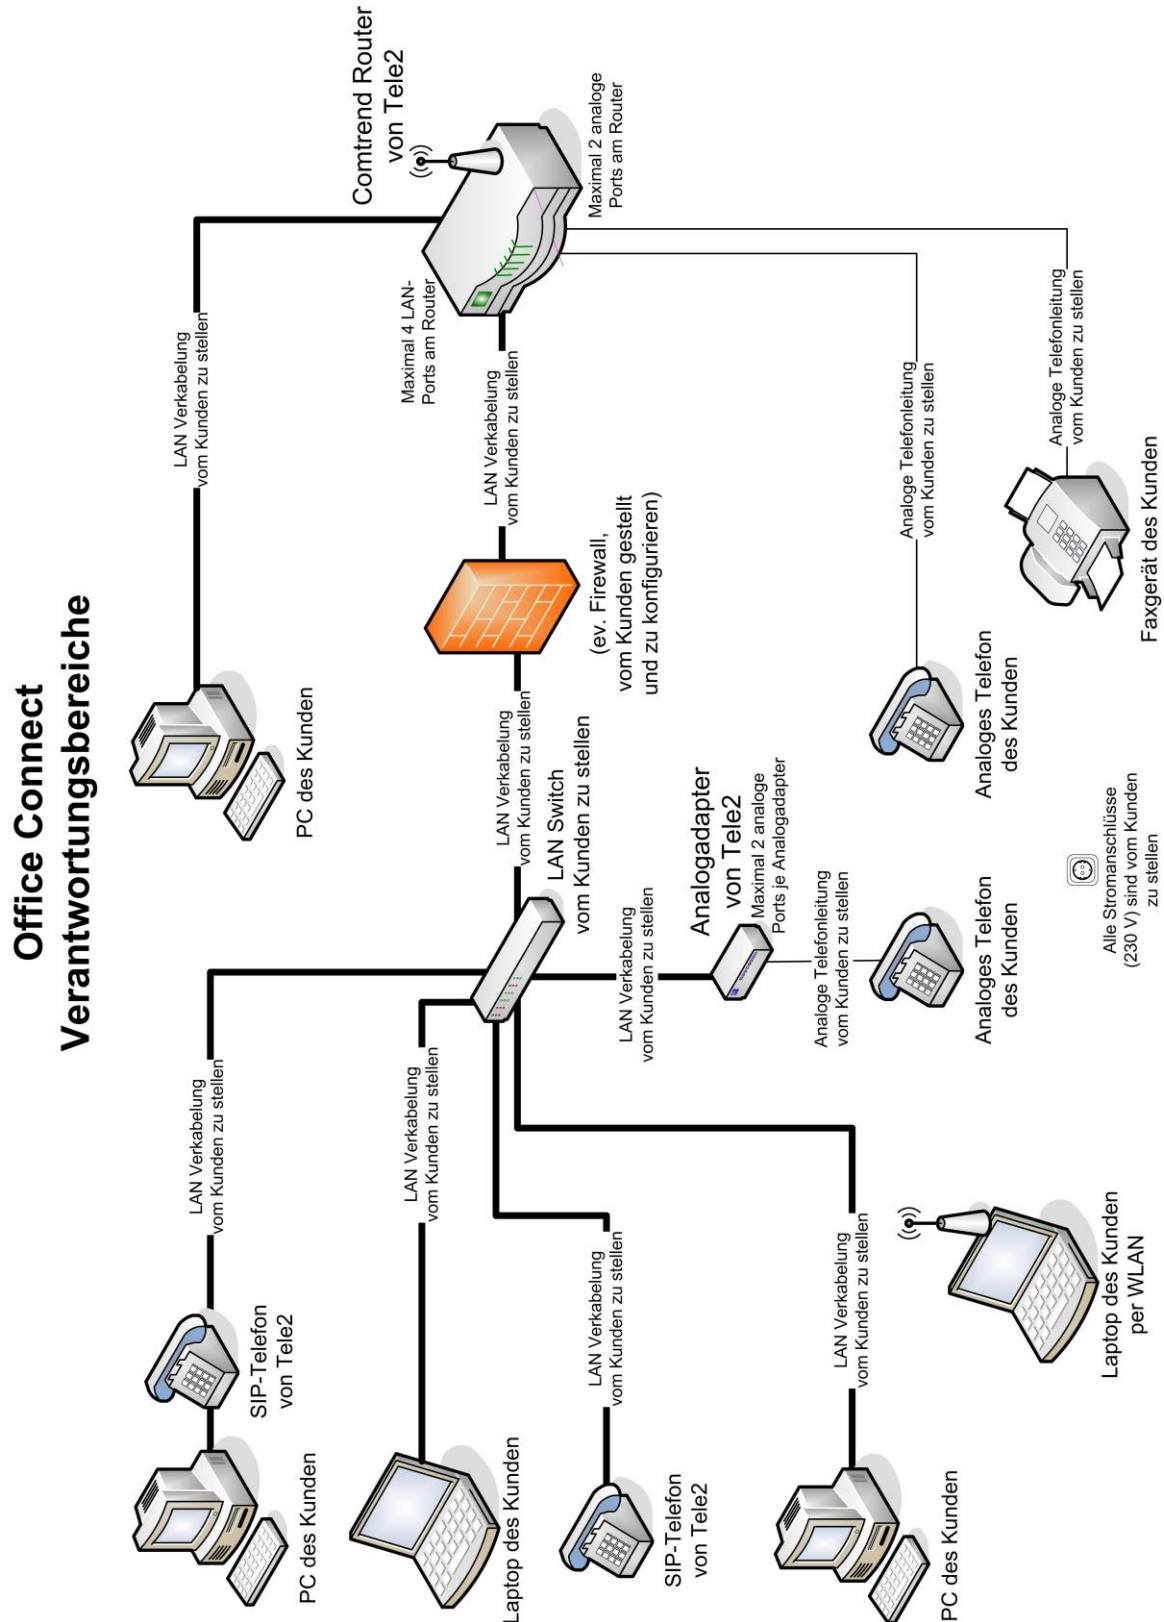 Office Connect
Verantwortungsbereiche
PC des Kunden
SIP-Telefon
von Tele2
LAN Verkabelung
vom Kunden zu stellen
PC des Kunden
LAN Verkabelung
vom Kunden zu stellen
Comtrend Router
von Tele2
Laptop des Kunden
LAN Verkabelung
vom Kunden zu stellen
LAN Switch
vom Kunden zu stellen
LAN Verkabelung
vom Kunden zu stellen
(ev. Firewall,
vom Kunden gestellt
und zu konfigurieren)
LAN Verkabelung
vom Kunden zu stellen
Maximal 4 LAN-
Ports am Router
Maximal 2 analoge
Ports am Router
SIP-Telefon
von Tele2
LAN Verkabelung
vom Kunden zu stellen
LAN Verkabelung
vom Kunden zu stellen
Analogadapter
von Tele2
Maximal 2 analoge
Ports je Analogadapter
PC des Kunden
LAN Verkabelung
vom Kunden zu stellen
Analoge Telefonleitung
vom Kunden zu stellen
Analoges Telefon
des Kunden
Analoges Telefon
des Kunden
Analoge Telefonleitung
vom Kunden zu stellen
Laptop des Kunden
per WLAN
Alle Stromanschlüsse
(230 V) sind vom Kunden
zu stellen
Faxgerät des Kunden
Analoge Telefonleitung
vom Kunden zu stellen